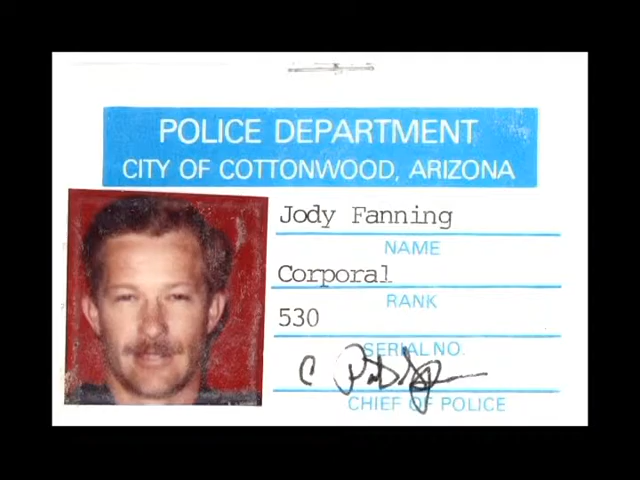 POLICE DEPARTMENT
CITY OF COTTONWOOD, ARIZONA
Jody Fanning
NAME
Corporal
RANK
530
SERIAL NO.
CHIEF OF POLICE